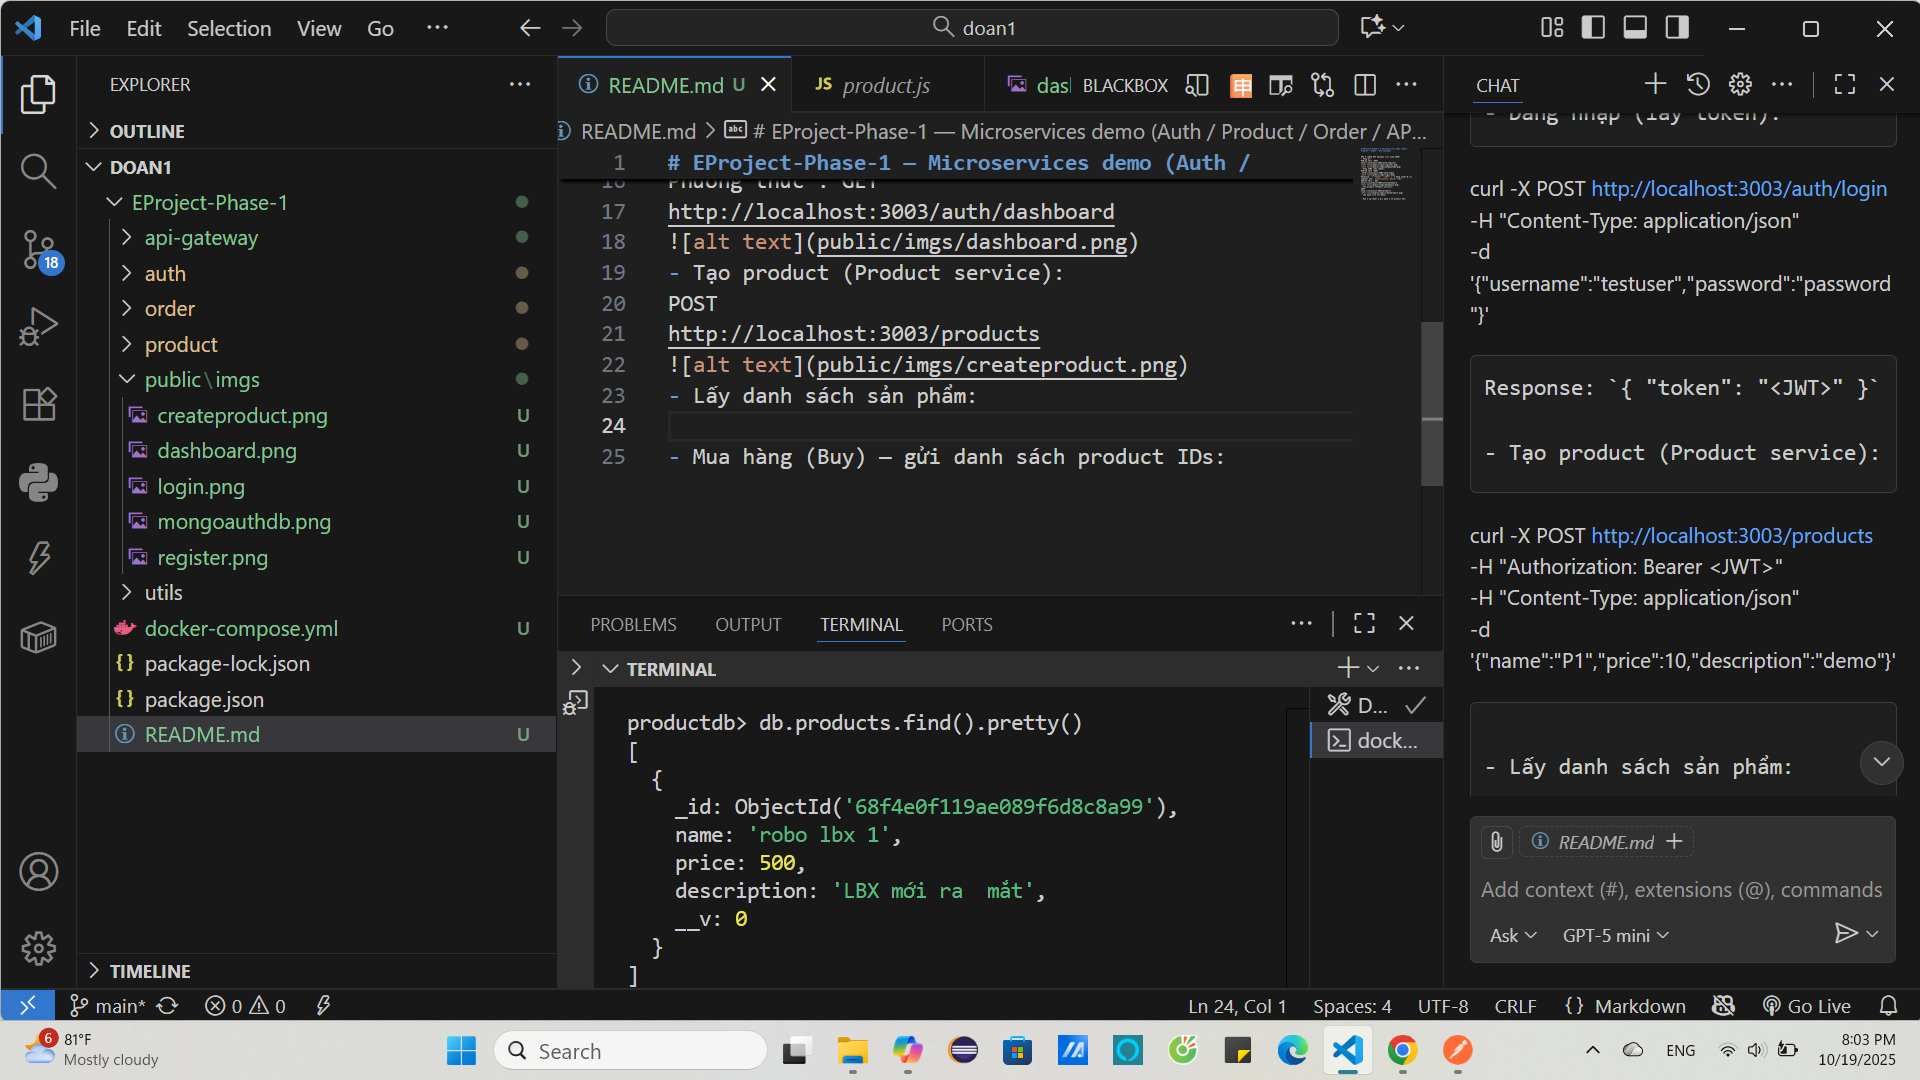 File Edit Selection View Go ···
doan1
EXPLORER
OUTLINE
DOAN1
EProject-Phase-1
api-gateway
auth
order
product
public\imgs
createproduct.png U
dashboard.png U
login.png U
mongoauthdb.png U
register.png U
utils
docker-compose.yml U
package-lock.json
package.json
README.md U
TIMELINE
18
README.md U
JS product.js
das
BLACKBOX
README.md > # EProject-Phase-1 — Microservices demo (Auth / Product / Order / AP...
1 # EProject-Phase-1 — Microservices demo (Auth /
16 Phương thức : GET
17 http://localhost:3003/auth/dashboard
18 ![alt text](public/imgs/dashboard.png)
19 - Tạo product (Product service):
20 POST
21 http://localhost:3003/products
22 ![alt text](public/imgs/createproduct.png)
23 - Lấy danh sách sản phẩm:
24
25 - Mua hàng (Buy) — gửi danh sách product IDs:
PROBLEMS OUTPUT TERMINAL PORTS
TERMINAL
productdb> db.products.find().pretty()
[
{
_id: ObjectId('68f4e0f119ae089f6d8c8a99'),
name: 'robo lbx 1',
price: 500,
description: 'LBX mới ra  mắt',
__v: 0
}
]
D...
dock...
CHAT
- Đăng nhập (lấy token):
curl -X POST http://localhost:3003/auth/login
-H "Content-Type: application/json"
-d
'{"username":"testuser","password":"password
"}'
Response: `{ "token": "<JWT>" }`
- Tạo product (Product service):
curl -X POST http://localhost:3003/products
-H "Authorization: Bearer <JWT>"
-H "Content-Type: application/json"
-d
'{"name":"P1","price":10,"description":"demo"}'
- Lấy danh sách sản phẩm:
README.md
Add context (#), extensions (@), commands
Ask GPT-5 mini
main* 0 0
Ln 24, Col 1 Spaces: 4 UTF-8 CRLF {} Markdown Go Live
6 81°F
Mostly cloudy
Search
ENG
8:03 PM
10/19/2025